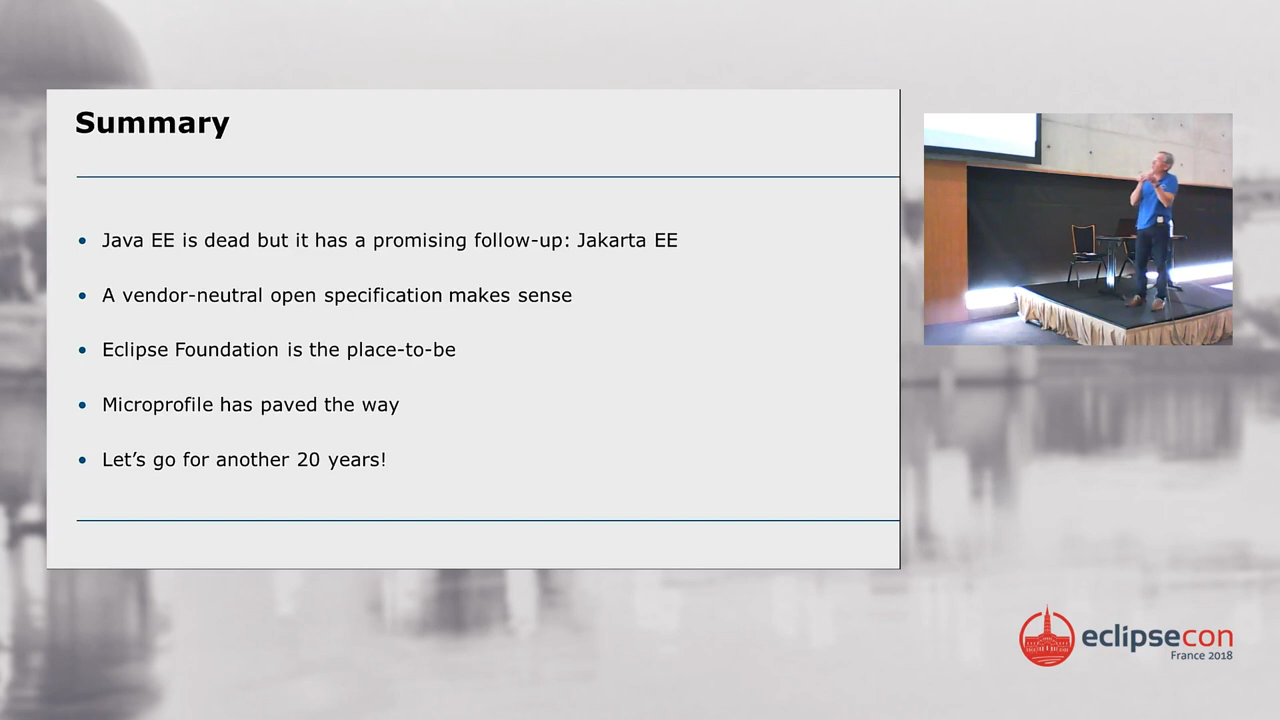 Summary
• Java EE is dead but it has a promising follow-up: Jakarta EE
• A vendor-neutral open specification makes sense
• Eclipse Foundation is the place-to-be
• Microprofile has paved the way
• Let’s go for another 20 years!
eclipsecon
France 2018